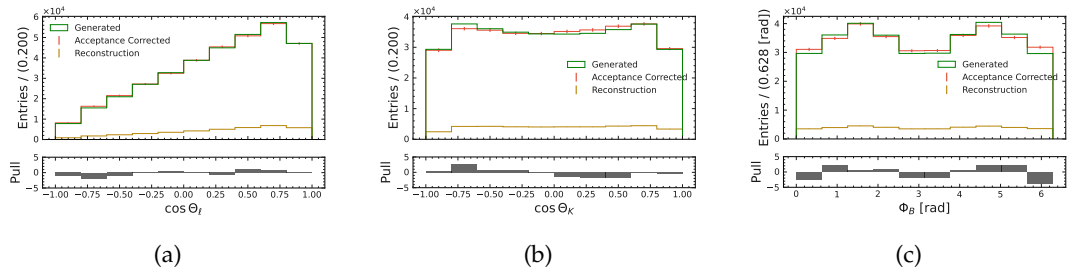 ×10⁴
6
5
4
3
2
1
0
Entries / (0.200)
Generated
Acceptance Corrected
Reconstruction
5
0
−5
Pull
−1.00 −0.75 −0.50 −0.25 0.00 0.25 0.50 0.75 1.00
cos Θℓ
(a)
×10⁴
4
3
2
1
0
Entries / (0.200)
Generated
Acceptance Corrected
Reconstruction
5
0
−5
Pull
−1.00 −0.75 −0.50 −0.25 0.00 0.25 0.50 0.75 1.00
cos Θ_K
(b)
×10⁴
4
3
2
1
0
Entries / (0.628 [rad])
Generated
Acceptance Corrected
Reconstruction
5
0
−5
Pull
0 1 2 3 4 5 6
Φ_B [rad]
(c)